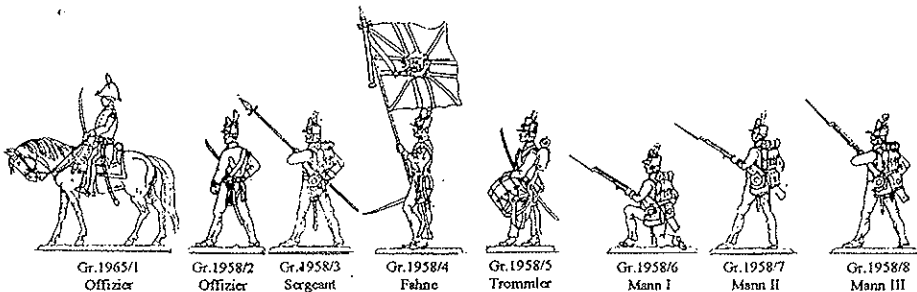 Gr.1965/1 Gr.1958/2 Gr.1958/3 Gr.1958/4 Gr.1958/5 Gr.1958/6 Gr.1958/7 Gr.1958/8
Offizier Offizier Sergeant Fahne Trommler Mann I Mann II Mann III